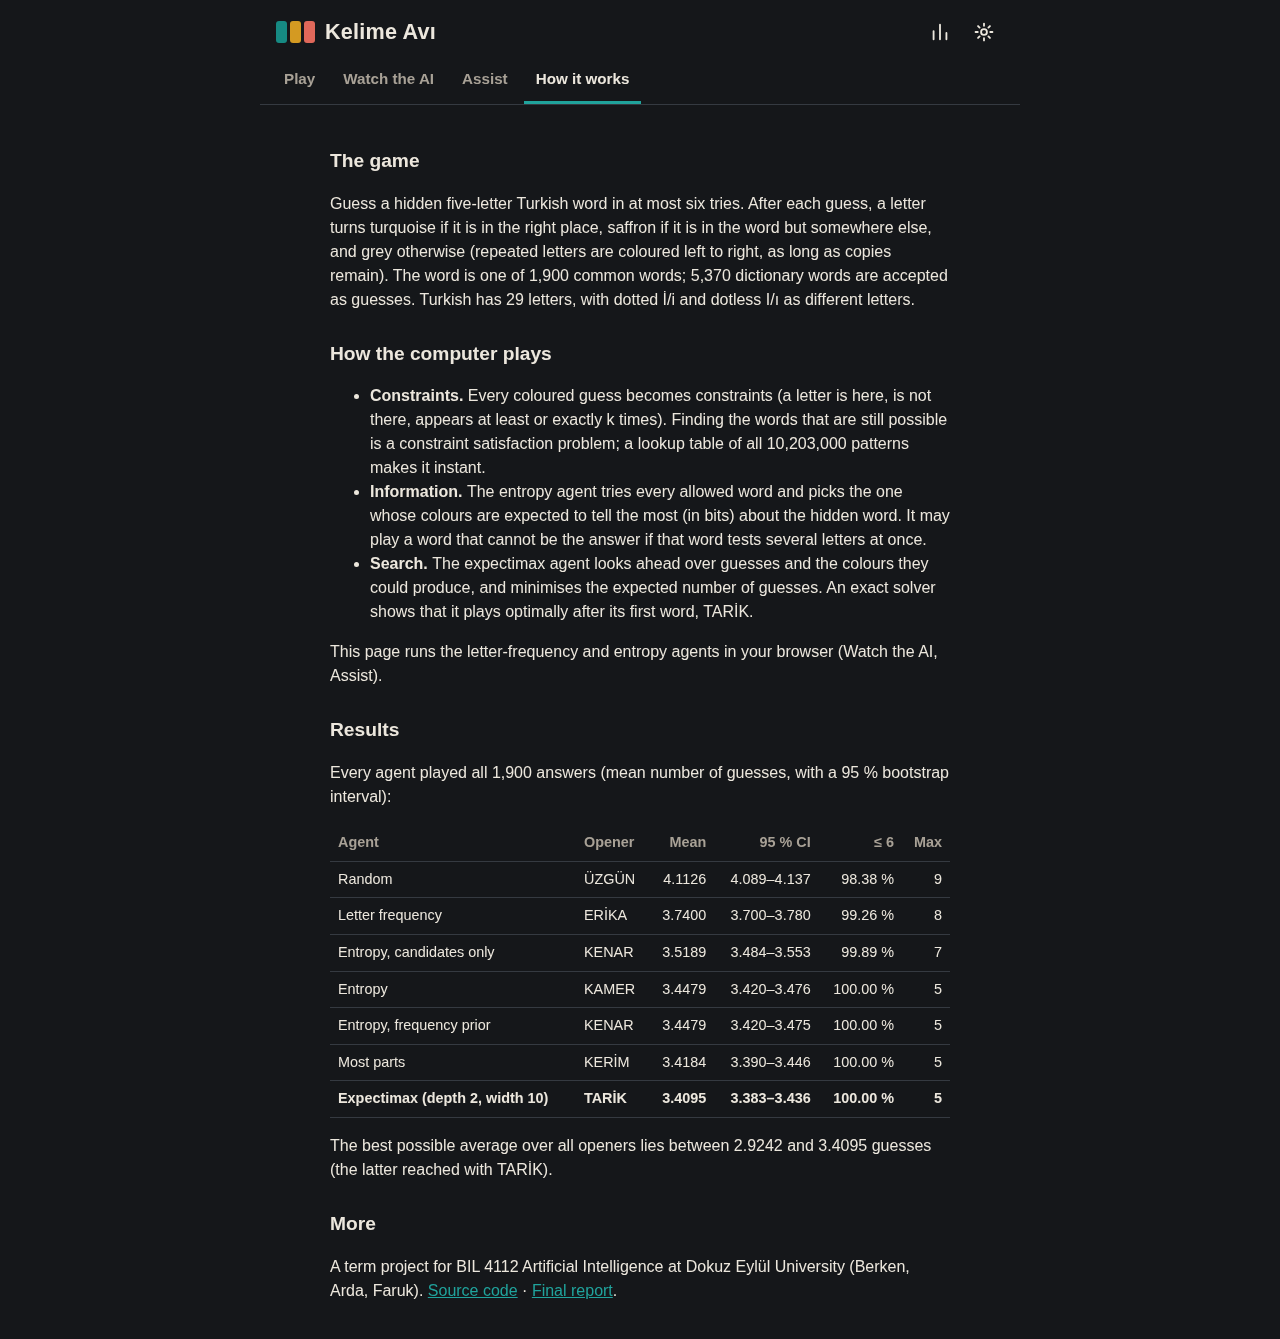 Kelime Avı
Play Watch the AI Assist How it works
The game
Guess a hidden five-letter Turkish word in at most six tries. After each guess, a letter
turns turquoise if it is in the right place, saffron if it is in the word but somewhere else,
and grey otherwise (repeated letters are coloured left to right, as long as copies
remain). The word is one of 1,900 common words; 5,370 dictionary words are accepted
as guesses. Turkish has 29 letters, with dotted İ/i and dotless I/ı as different letters.
How the computer plays
• Constraints. Every coloured guess becomes constraints (a letter is here, is not
there, appears at least or exactly k times). Finding the words that are still possible
is a constraint satisfaction problem; a lookup table of all 10,203,000 patterns
makes it instant.
• Information. The entropy agent tries every allowed word and picks the one
whose colours are expected to tell the most (in bits) about the hidden word. It may
play a word that cannot be the answer if that word tests several letters at once.
• Search. The expectimax agent looks ahead over guesses and the colours they
could produce, and minimises the expected number of guesses. An exact solver
shows that it plays optimally after its first word, TARİK.
This page runs the letter-frequency and entropy agents in your browser (Watch the AI,
Assist).
Results
Every agent played all 1,900 answers (mean number of guesses, with a 95 % bootstrap
interval):
Agent Opener Mean 95 % CI ≤ 6 Max
Random ÜZGÜN 4.1126 4.089–4.137 98.38 % 9
Letter frequency ERİKA 3.7400 3.700–3.780 99.26 % 8
Entropy, candidates only KENAR 3.5189 3.484–3.553 99.89 % 7
Entropy KAMER 3.4479 3.420–3.476 100.00 % 5
Entropy, frequency prior KENAR 3.4479 3.420–3.475 100.00 % 5
Most parts KERİM 3.4184 3.390–3.446 100.00 % 5
Expectimax (depth 2, width 10) TARİK 3.4095 3.383–3.436 100.00 % 5
The best possible average over all openers lies between 2.9242 and 3.4095 guesses
(the latter reached with TARİK).
More
A term project for BIL 4112 Artificial Intelligence at Dokuz Eylül University (Berken,
Arda, Faruk). Source code · Final report.